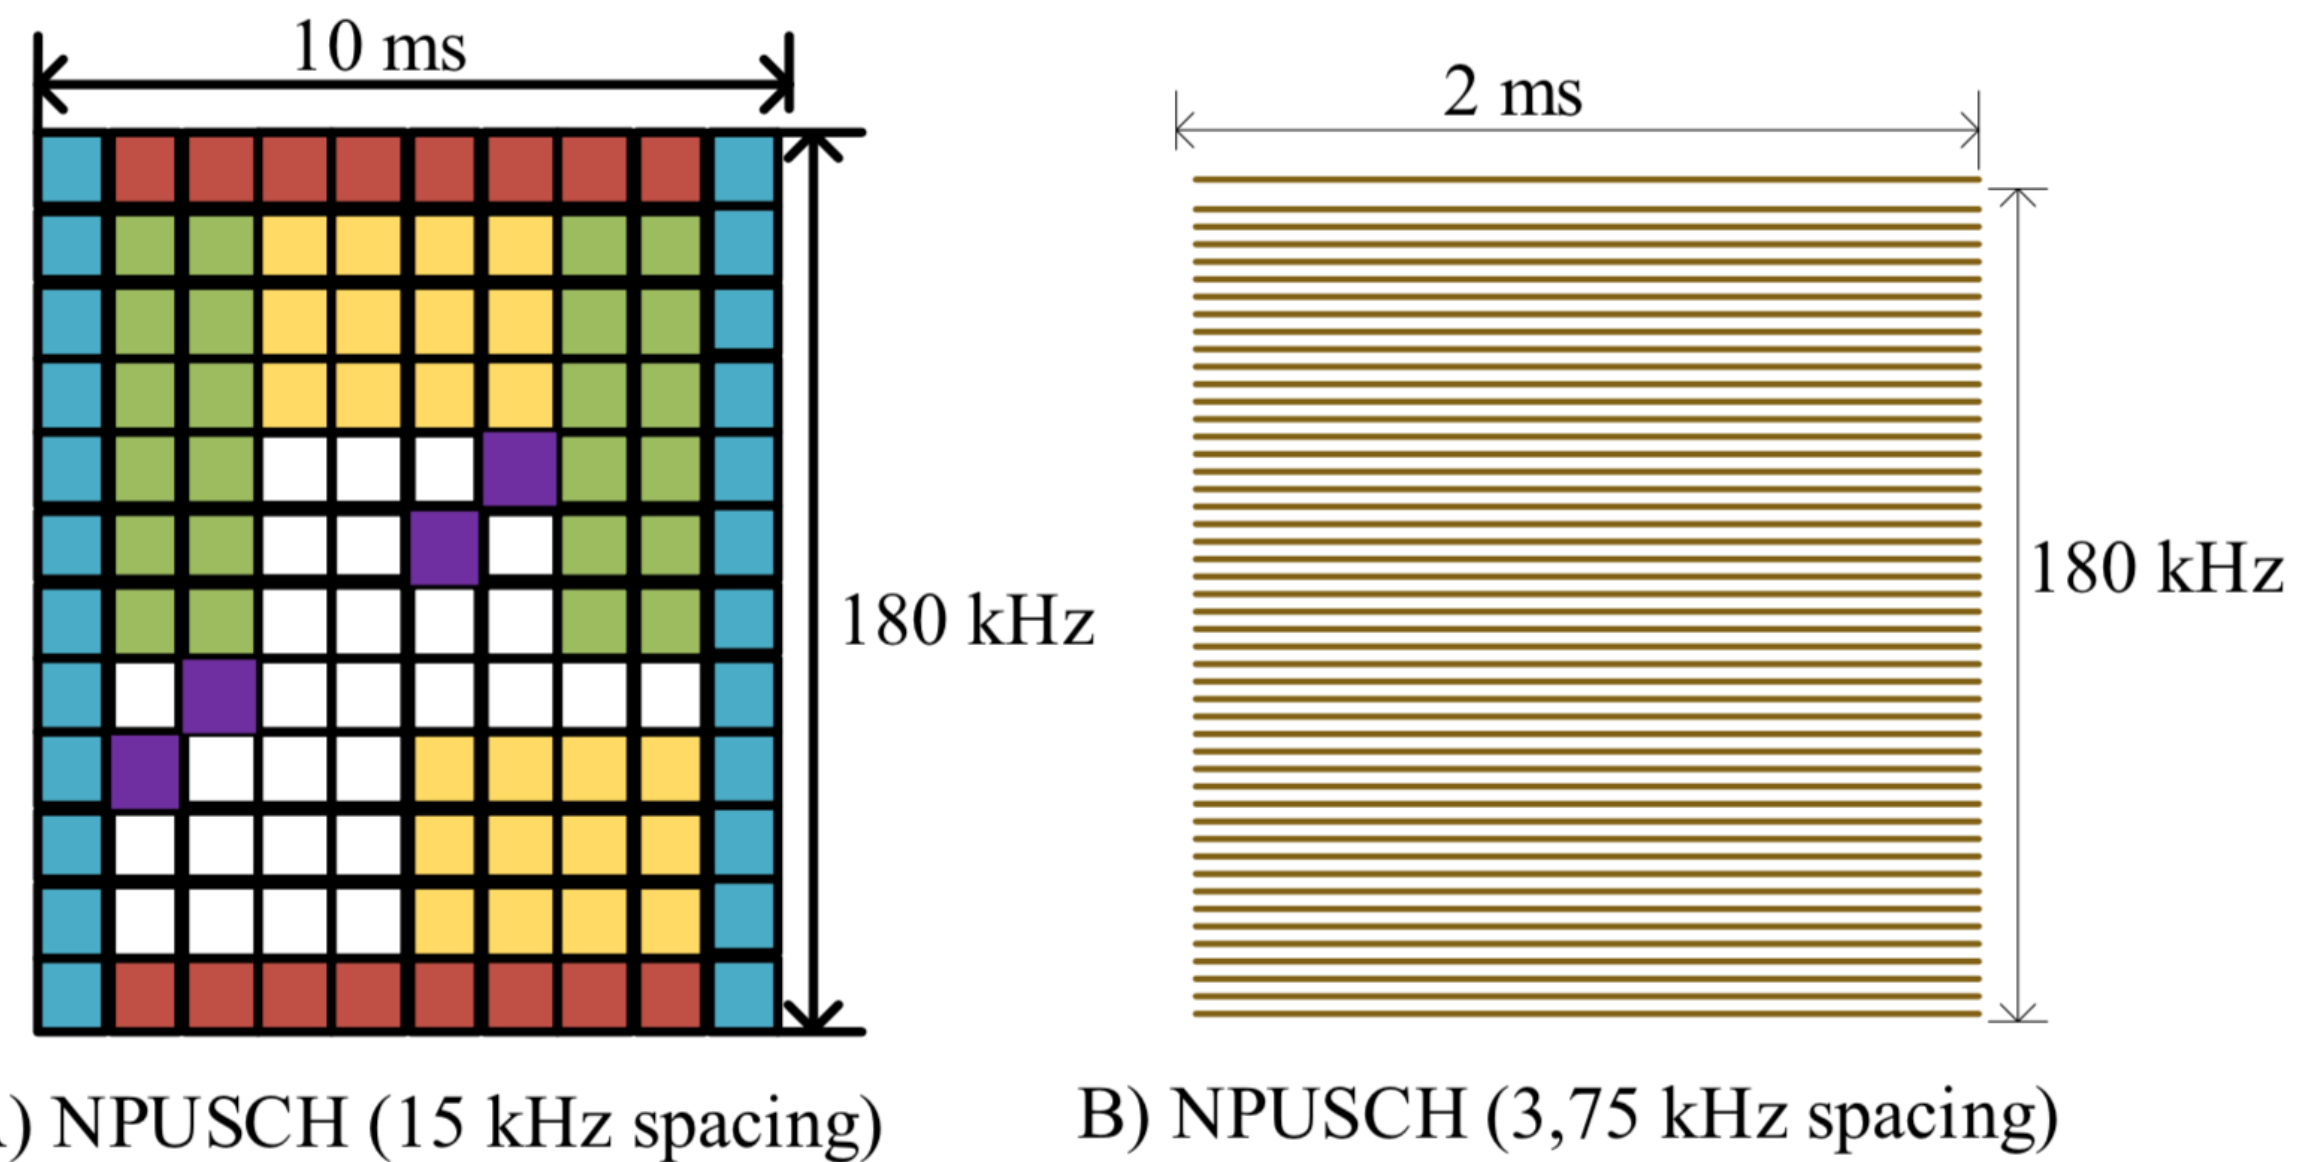 10 ms
2 ms
180 kHz
180 kHz
) NPUSCH (15 kHz spacing)
B) NPUSCH (3,75 kHz spacing)